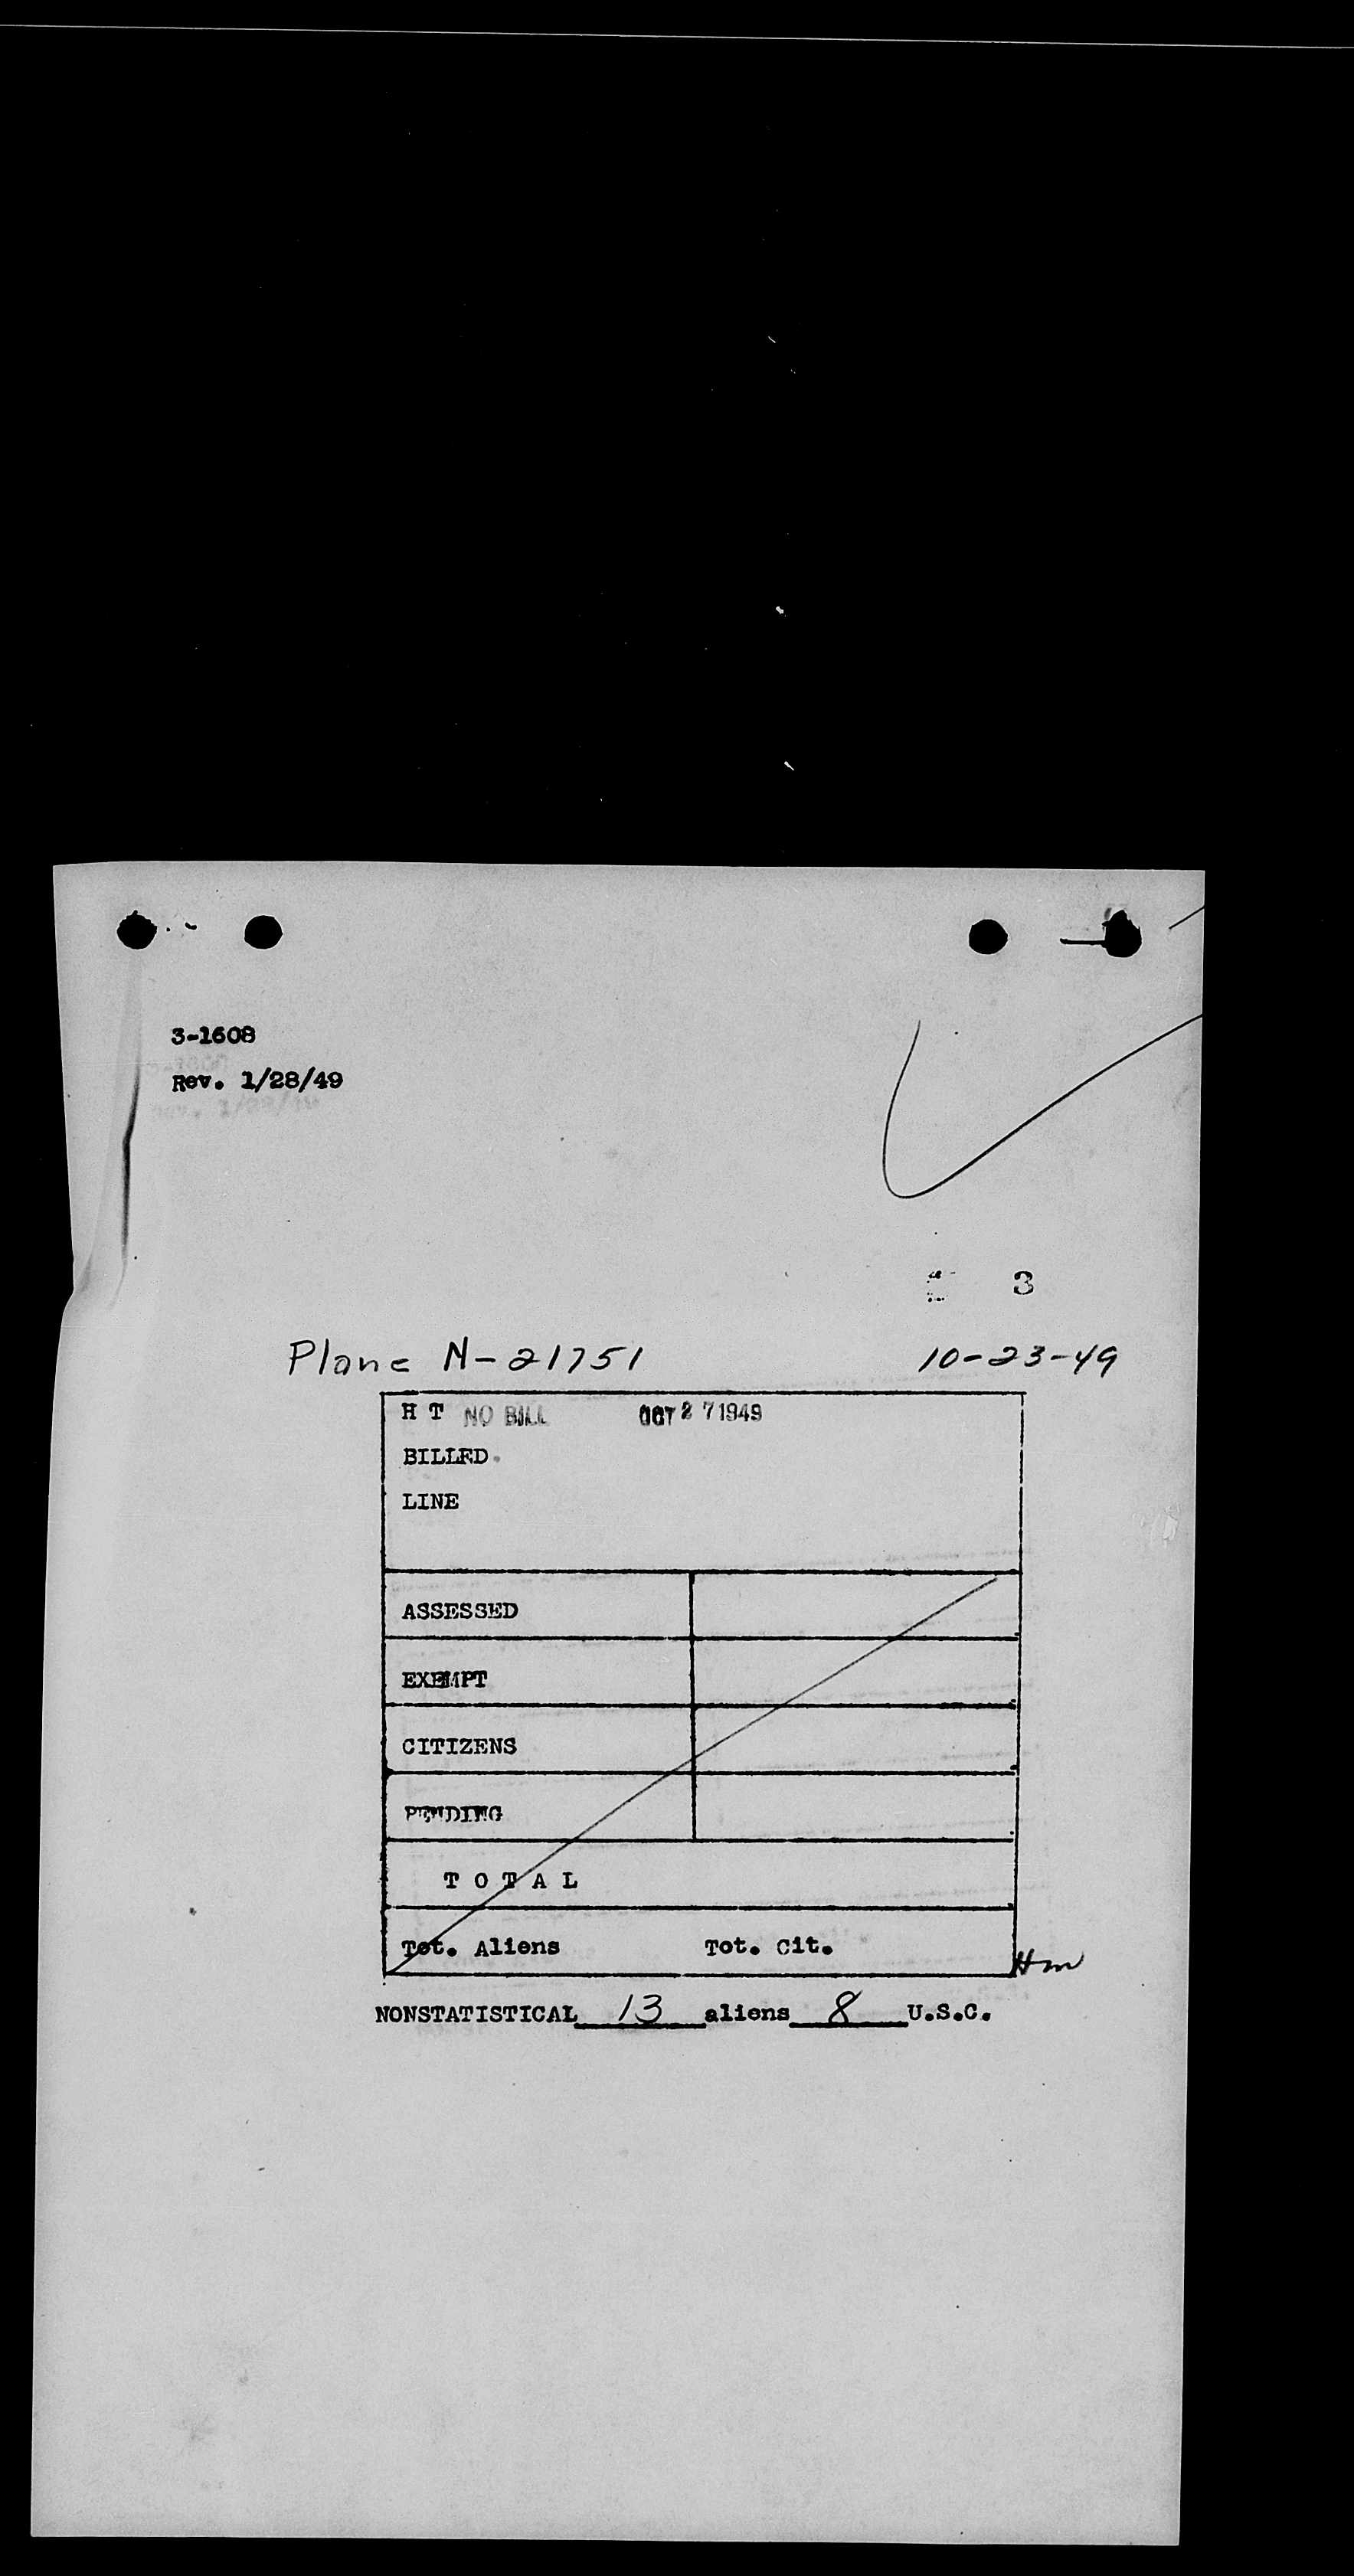 3-1608
Rev. 1/28/49
3
Plane N-21751 10-23-49
H T NO BILL OCT 27 1949
BILLED.
LINE
ASSESSED
EXEMPT
CITIZENS
PENDING
T O T A L
Tot. Aliens Tot. Cit.
Hm
NONSTATISTICAL 13 aliens 8 U.S.C.